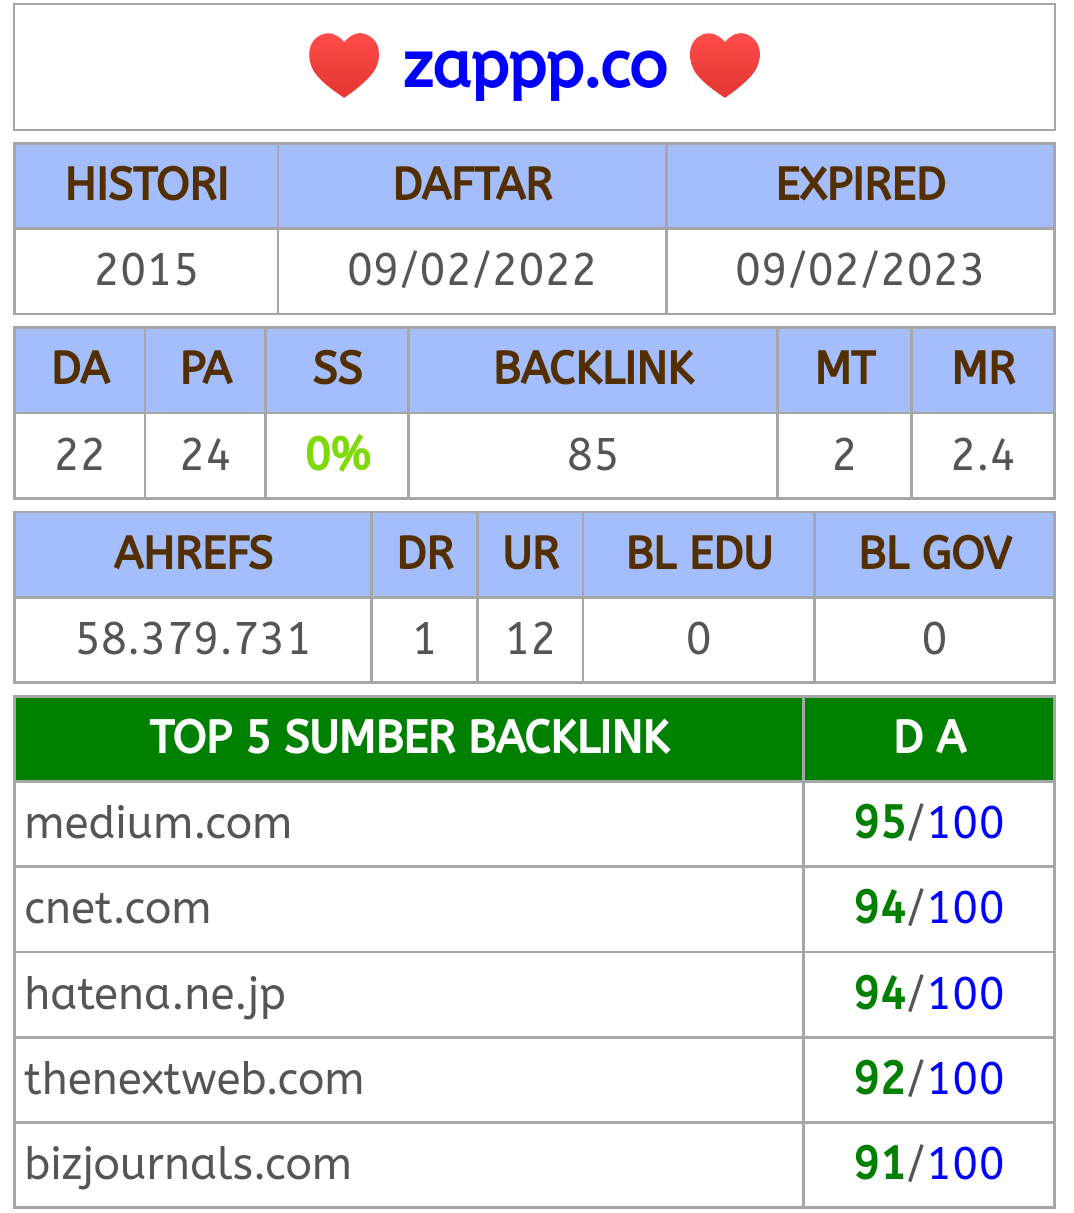 ❤️ zappp.co ❤️
HISTORI DAFTAR EXPIRED
2015 09/02/2022 09/02/2023
DA PA SS BACKLINK MT MR
22 24 0% 85 2 2.4
AHREFS DR UR BL EDU BL GOV
58.379.731 1 12 0 0
TOP 5 SUMBER BACKLINK D A
medium.com 95/100
cnet.com 94/100
hatena.ne.jp 94/100
thenextweb.com 92/100
bizjournals.com 91/100